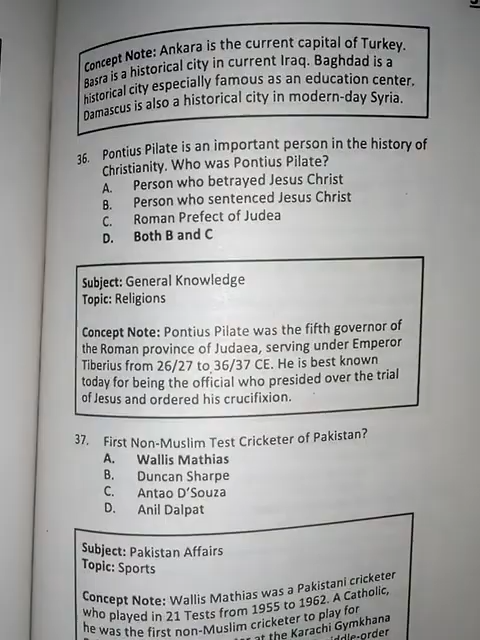 Concept Note: Ankara is the current capital of Turkey.
Basra is a historical city in current Iraq. Baghdad is a
historical city especially famous as an education center.
Damascus is also a historical city in modern-day Syria.
36. Pontius Pilate is an important person in the history of
Christianity. Who was Pontius Pilate?
A. Person who betrayed Jesus Christ
B. Person who sentenced Jesus Christ
C. Roman Prefect of Judea
D. Both B and C
Subject: General Knowledge
Topic: Religions
Concept Note: Pontius Pilate was the fifth governor of
the Roman province of Judaea, serving under Emperor
Tiberius from 26/27 to 36/37 CE. He is best known
today for being the official who presided over the trial
of Jesus and ordered his crucifixion.
37. First Non-Muslim Test Cricketer of Pakistan?
A. Wallis Mathias
B. Duncan Sharpe
C. Antao D'Souza
D. Anil Dalpat
Subject: Pakistan Affairs
Topic: Sports
Concept Note: Wallis Mathias was a Pakistani cricketer
who played in 21 Tests from 1955 to 1962. A Catholic,
he was the first non-Muslim cricketer to play for
at the Karachi Gymkhana